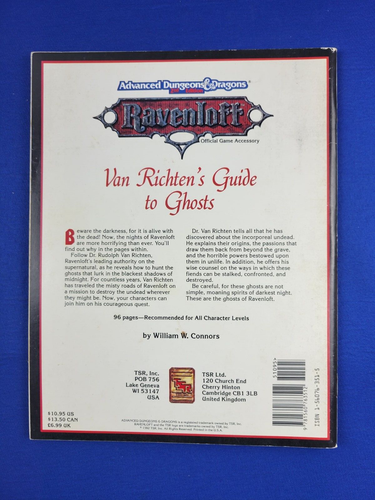 Advanced Dungeons & Dragons®
Ravenloft
Official Game Accessory
Van Richten's Guide
to Ghosts
Beware the darkness, for it is alive with
the dead! Now, the nights of Ravenloft
are more horrifying than ever. You'll
find out why in the pages within.
Follow Dr. Rudolph Van Richten,
Ravenloft's leading authority on the
supernatural, as he reveals how to hunt the
ghosts that lurk in the blackest shadows of
midnight. For countless years, Van Richten
has traveled the misty roads of Ravenloft on
a mission to destroy the undead wherever
they might be. Now, your characters can
join him on his courageous quest.
Dr. Van Richten tells all that he has
discovered about the incorporeal undead.
He explains their origins, the passions that
draw them back from beyond the grave,
and the horrible powers bestowed upon
them in unlife. In addition, he offers his
wise counsel on the ways in which these
fiends can be stalked, confronted, and
destroyed.
Be careful, for these ghosts are not
simple, moaning spirits of darkest night.
These are the ghosts of Ravenloft.
96 pages—Recommended for All Character Levels
by William W. Connors
TSR, Inc.
POB 756
Lake Geneva
WI 53147
USA
TSR
TSR Ltd.
120 Church End
Cherry Hinton
Cambridge CB1 3LB
United Kingdom
$10.95 US
$13.50 CAN
£6.99 UK
ISBN 1-56076-351-5